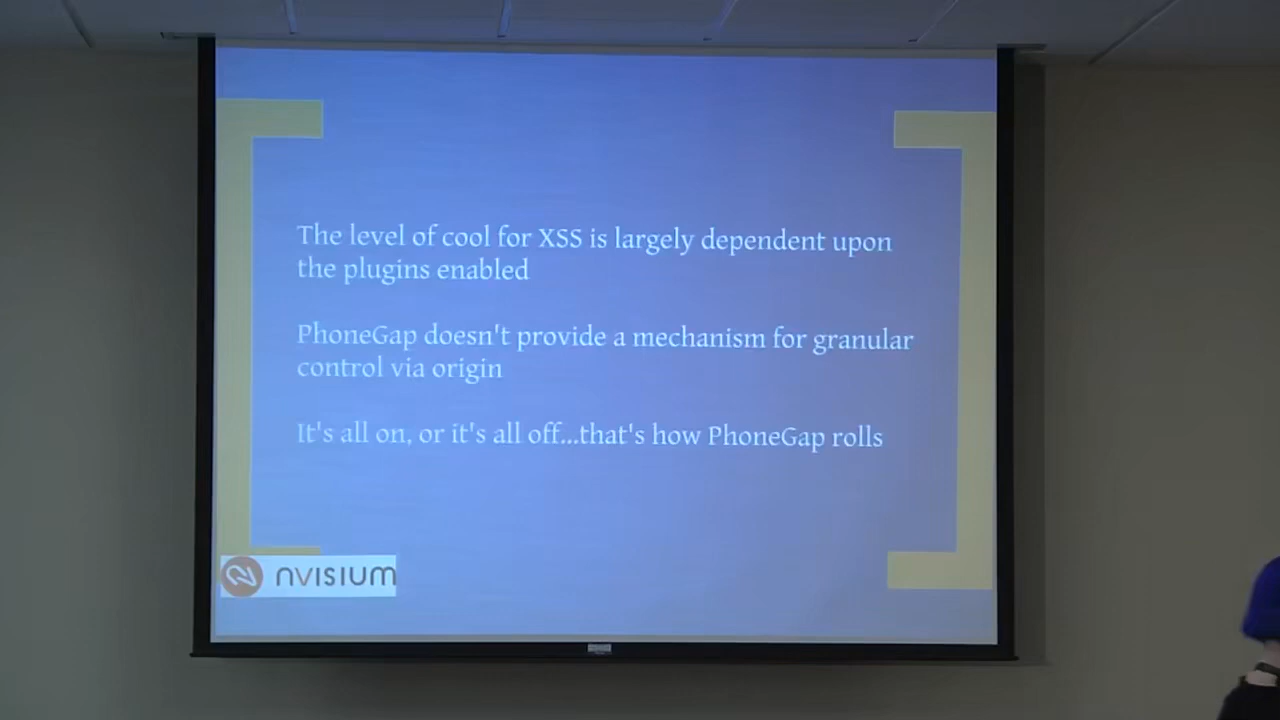 The level of cool for XSS is largely dependent upon
the plugins enabled
PhoneGap doesn't provide a mechanism for granular
control via origin
It's all on, or it's all off...that's how PhoneGap rolls
nVISIUM